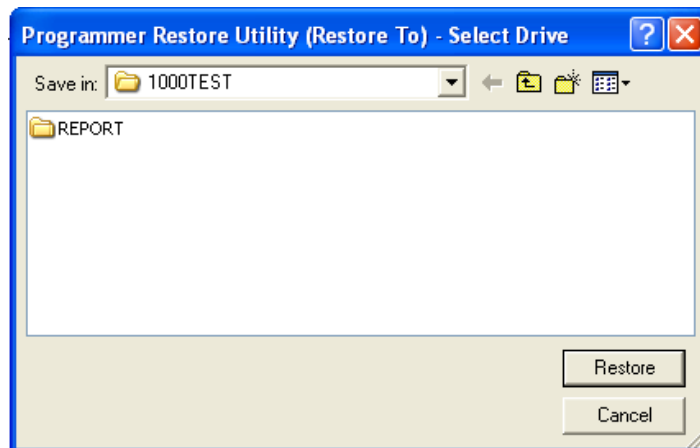 Programmer Restore Utility (Restore To) - Select Drive
Save in: 1000TEST
REPORT
Restore
Cancel